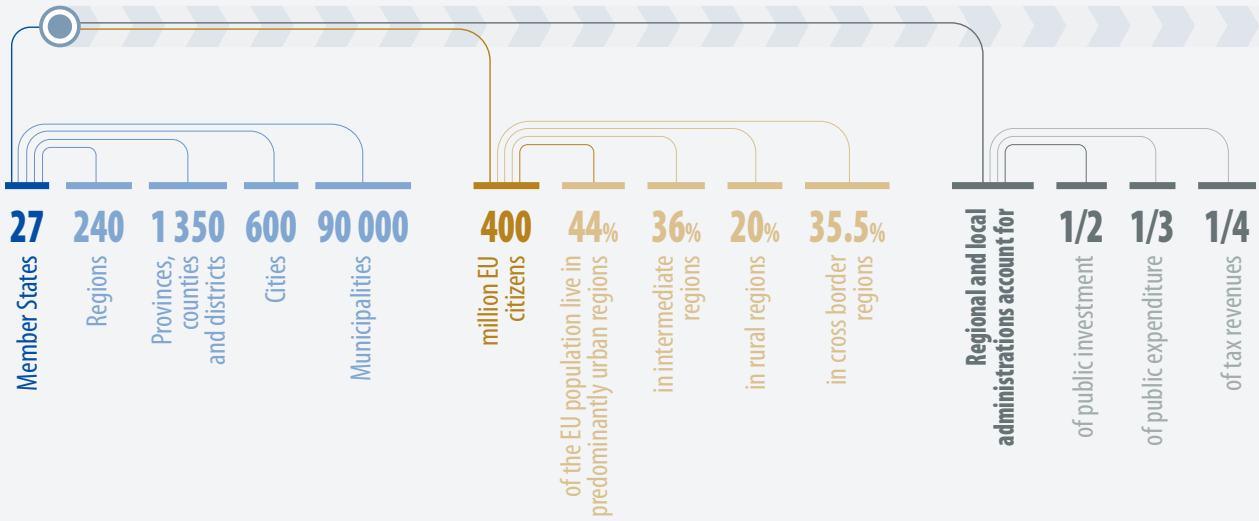 27
Member States
240
Regions
1 350
Provinces,
counties
and districts
600
Cities
90 000
Municipalities
400
million EU
citizens
44%
of the EU population live in
predominantly urban regions
36%
in intermediate
regions
20%
in rural regions
35.5%
in cross border
regions
Regional and local
administrations account for
1/2
of public investment
1/3
of public expenditure
1/4
of tax revenues